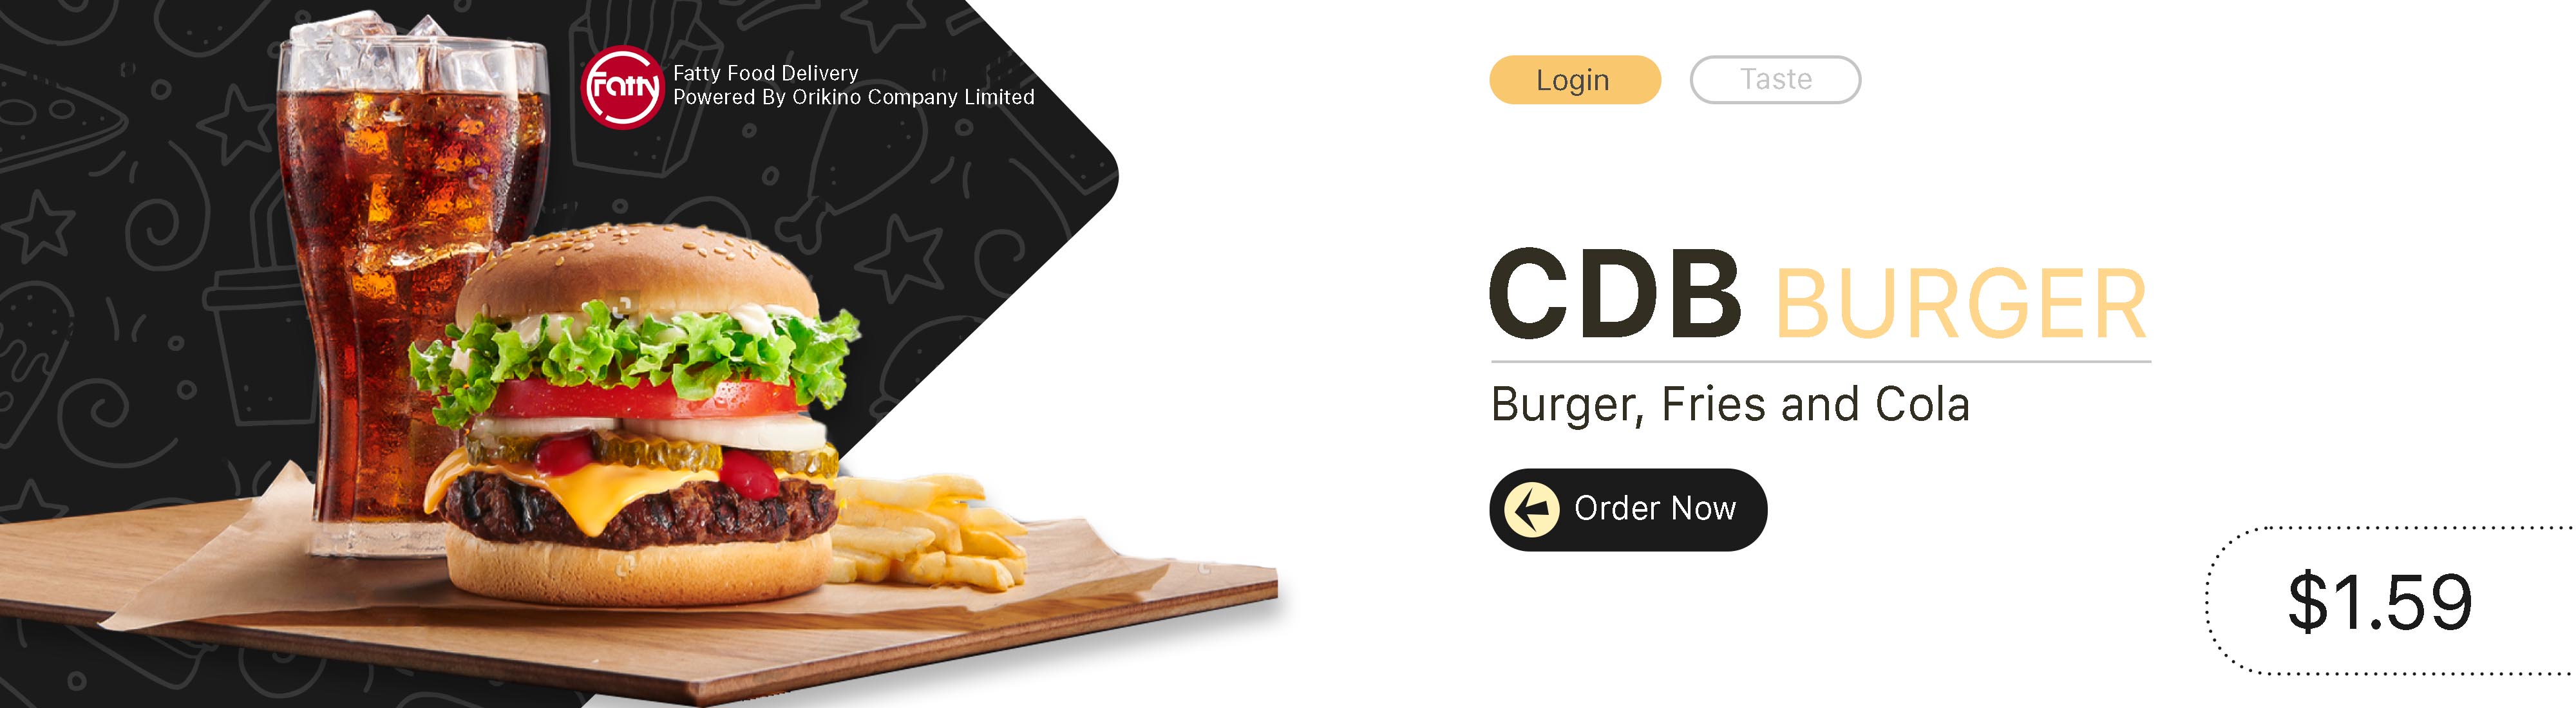 Fatty
Fatty Food Delivery
Powered By Orikino Company Limited
Login
Taste
CDB BURGER
Burger, Fries and Cola
Order Now
$1.59